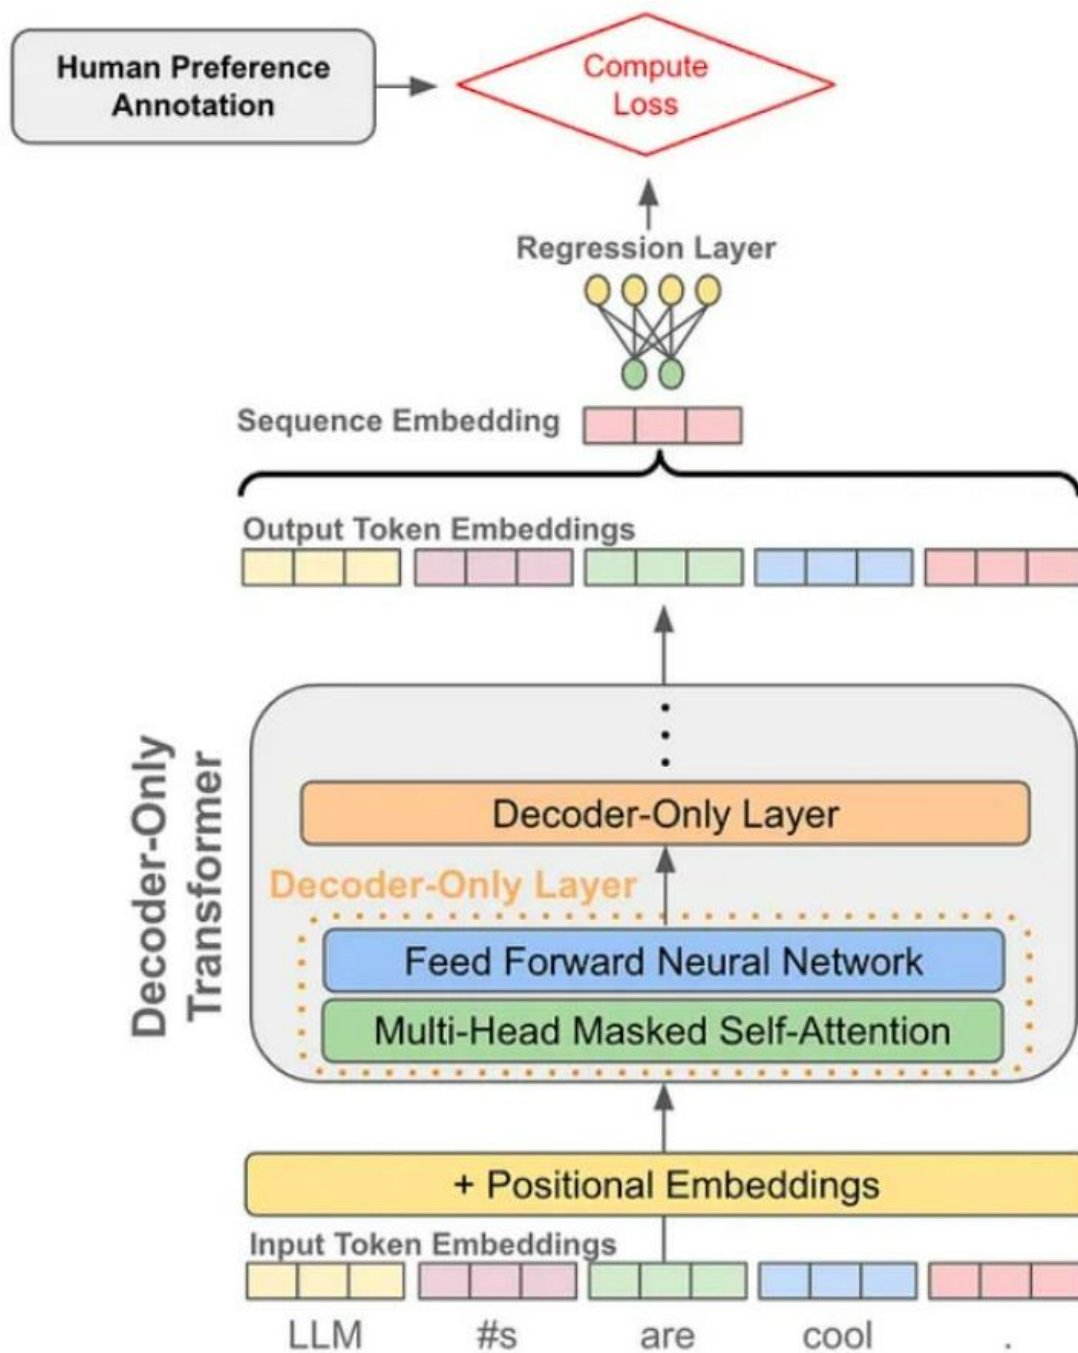 Human Preference
Annotation
Compute
Loss
Regression Layer
Sequence Embedding
Output Token Embeddings
Decoder-Only
Transformer
Decoder-Only Layer
Decoder-Only Layer
Feed Forward Neural Network
Multi-Head Masked Self-Attention
+ Positional Embeddings
Input Token Embeddings
LLM #s are cool .